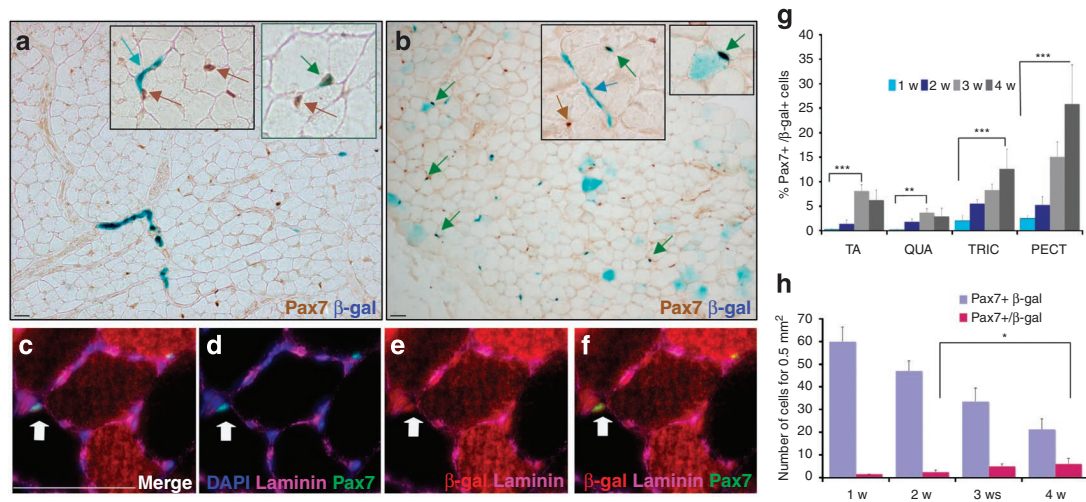 a
Pax7 β-gal
b
Pax7 β-gal
c
Merge
d
DAPI Laminin Pax7
e
β-gal Laminin
f
β-gal Laminin Pax7
g
% Pax7+ /β-gal+ cells
40
35
30
25
20
15
10
5
0
1 w 2 w 3 w 4 w
***
**
***
***
TA QUA TRIC PECT
h
Number of cells for 0.5 mm²
70
60
50
40
30
20
10
0
Pax7+ β-gal
Pax7+/β-gal
*
1 w 2 w 3 ws 4 w